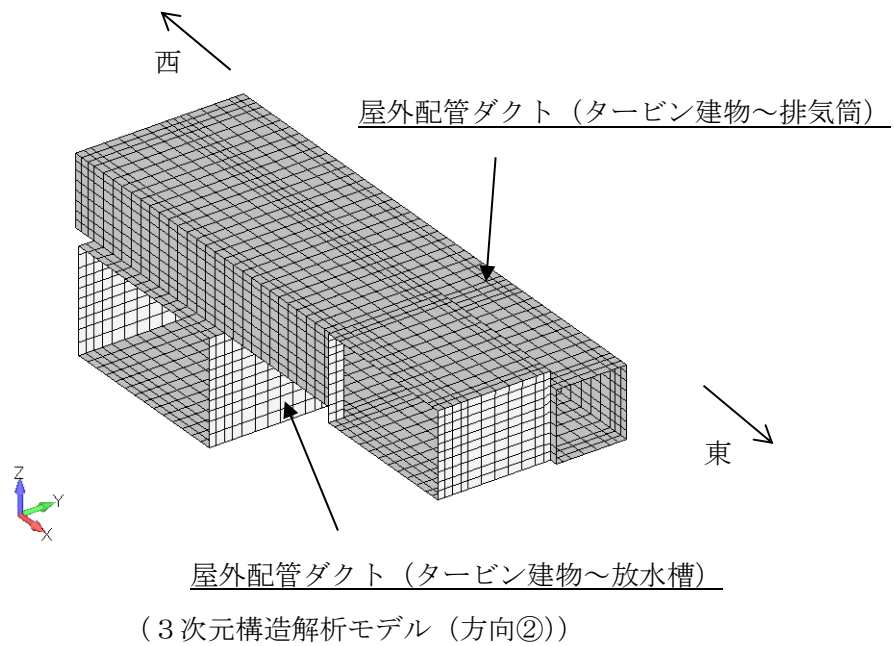 西
屋外配管ダクト（タービン建物～排気筒）
東
Z
Y
X
屋外配管ダクト（タービン建物～放水槽）
（３次元構造解析モデル（方向②））